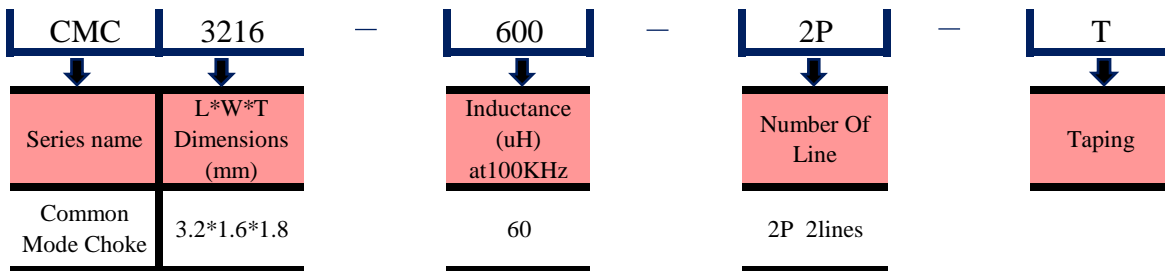 CMC 3216 — 600 — 2P — T
Series name
L*W*T
Dimensions
(mm)
Inductance
(uH)
at100KHz
Number Of
Line
Taping
Common
Mode Choke
3.2*1.6*1.8
60
2P 2lines